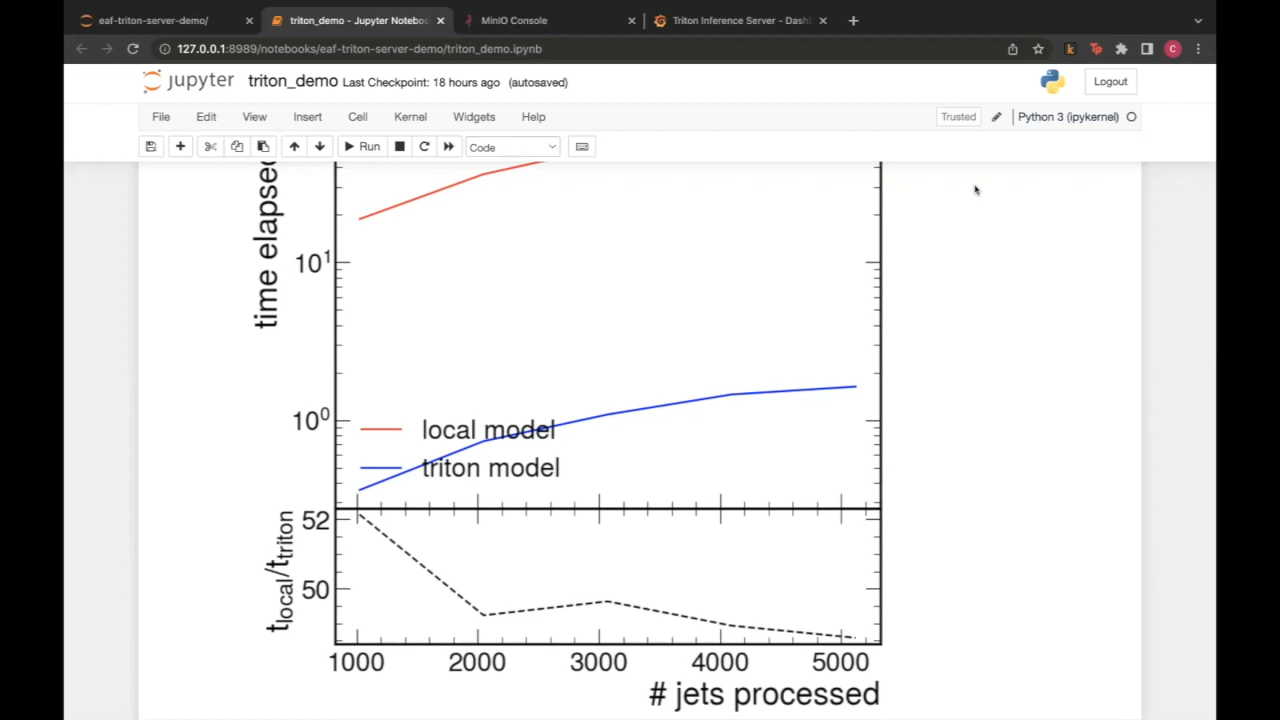 eaf-triton-server-demo/
triton_demo - Jupyter Noteboo
MinIO Console
Triton Inference Server - Dash
127.0.0.1:8989/notebooks/eaf-triton-server-demo/triton_demo.ipynb
C
jupyter triton_demo Last Checkpoint: 18 hours ago (autosaved)
Logout
File Edit View Insert Cell Kernel Widgets Help
Trusted
Python 3 (ipykernel)
Run
Code
time elapsed
10¹
10⁰
local model
triton model
52
50
t_local/t_triton
1000 2000 3000 4000 5000
# jets processed